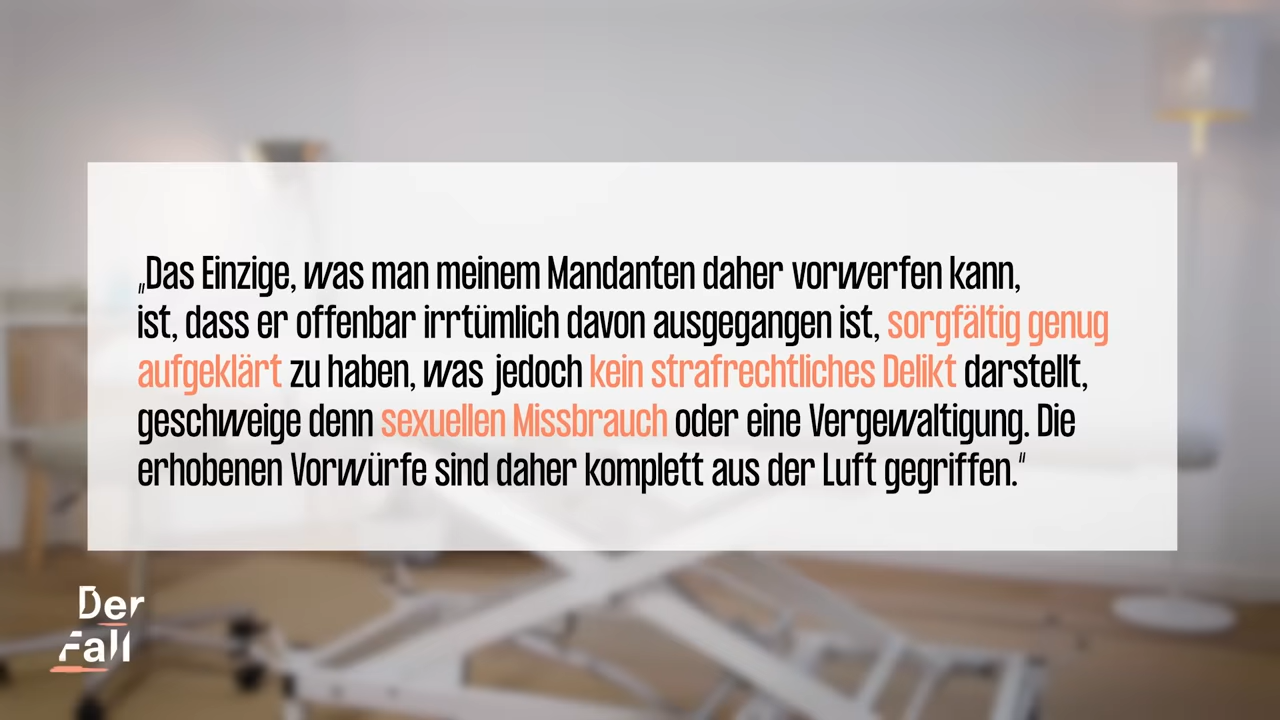 „Das Einzige, was man meinem Mandanten daher vorwerfen kann,
ist, dass er offenbar irrtümlich davon ausgegangen ist, sorgfältig genug
aufgeklärt zu haben, was jedoch kein strafrechtliches Delikt darstellt,
geschweige denn sexuellen Missbrauch oder eine Vergewaltigung. Die
erhobenen Vorwürfe sind daher komplett aus der Luft gegriffen.“
Der
Fall